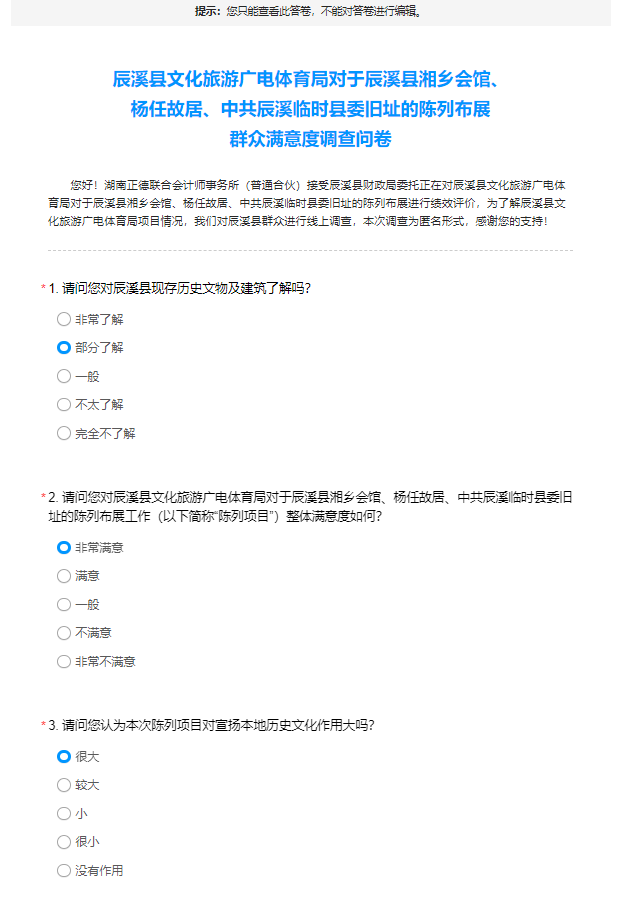 提示：您只能查看此答卷，不能对答卷进行编辑。
辰溪县文化旅游广电体育局对于辰溪县湘乡会馆、
杨任故居、中共辰溪临时县委旧址的陈列布展
群众满意度调查问卷
您好！湖南正德联合会计师事务所（普通合伙）接受辰溪县财政局委托正在对辰溪县文化旅游广电体
育局对于辰溪县湘乡会馆、杨任故居、中共辰溪临时县委旧址的陈列布展进行绩效评价，为了解辰溪县文
化旅游广电体育局项目情况，我们对辰溪县群众进行线上调查，本次调查为匿名形式，感谢您的支持！
*1. 请问您对辰溪县现存历史文物及建筑了解吗？
非常了解
部分了解
一般
不太了解
完全不了解
*2. 请问您对辰溪县文化旅游广电体育局对于辰溪县湘乡会馆、杨任故居、中共辰溪临时县委旧
址的陈列布展工作（以下简称“陈列项目”）整体满意度如何？
非常满意
满意
一般
不满意
非常不满意
*3. 请问您认为本次陈列项目对宣扬本地历史文化作用大吗？
很大
较大
小
很小
没有作用